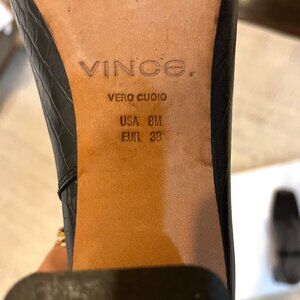 VINCE.
VERO CUOIO
USA 8M
EUR 38